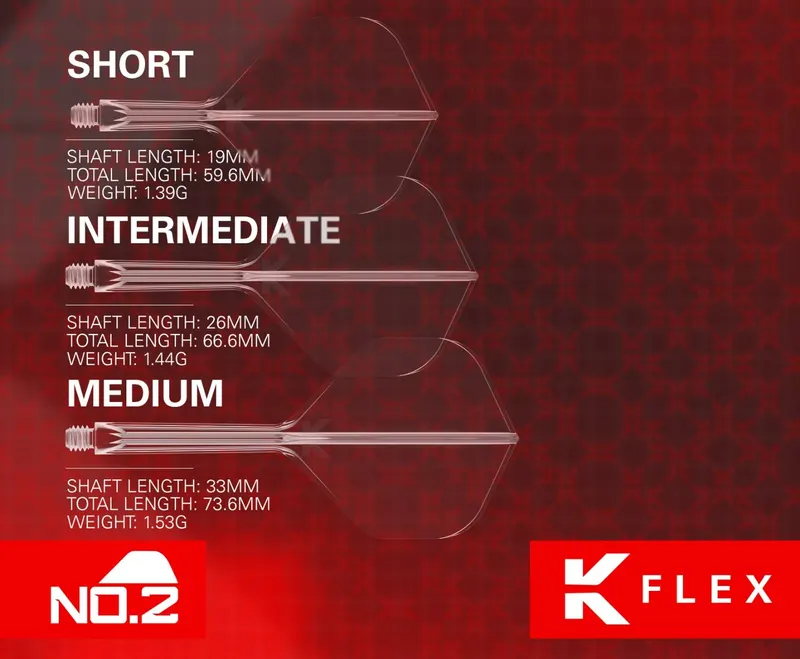 SHORT
SHAFT LENGTH: 19MM
TOTAL LENGTH: 59.6MM
WEIGHT: 1.39G
INTERMEDIATE
SHAFT LENGTH: 26MM
TOTAL LENGTH: 66.6MM
WEIGHT: 1.44G
MEDIUM
SHAFT LENGTH: 33MM
TOTAL LENGTH: 73.6MM
WEIGHT: 1.53G
NO.2
K FLEX